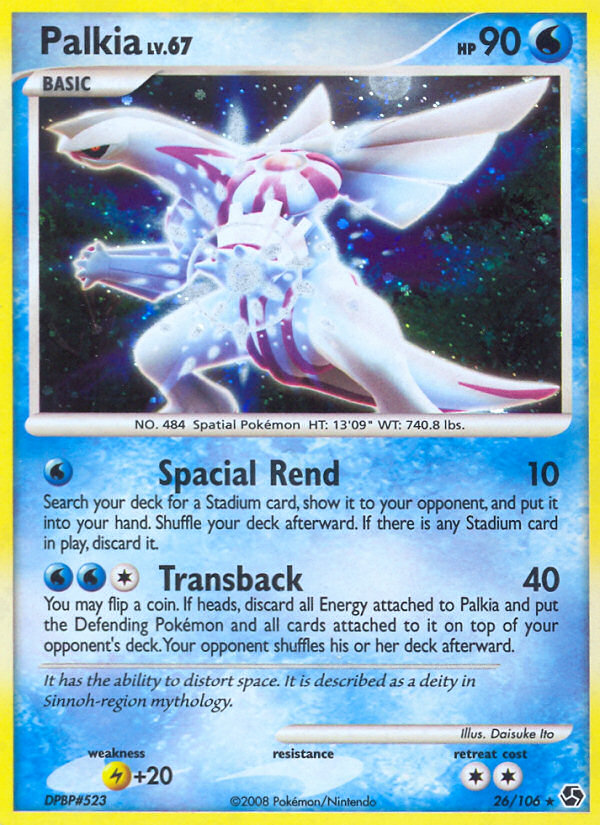 Palkia LV.67
HP 90
BASIC
NO. 484 Spatial Pokémon HT: 13'09" WT: 740.8 lbs.
Spacial Rend 10
Search your deck for a Stadium card, show it to your opponent, and put it
into your hand. Shuffle your deck afterward. If there is any Stadium card
in play, discard it.
Transback 40
You may flip a coin. If heads, discard all Energy attached to Palkia and put
the Defending Pokémon and all cards attached to it on top of your
opponent's deck. Your opponent shuffles his or her deck afterward.
It has the ability to distort space. It is described as a deity in
Sinnoh-region mythology.
Illus. Daisuke Ito
weakness resistance retreat cost
+20
DPBP#523 ©2008 Pokémon/Nintendo 26/106 ★